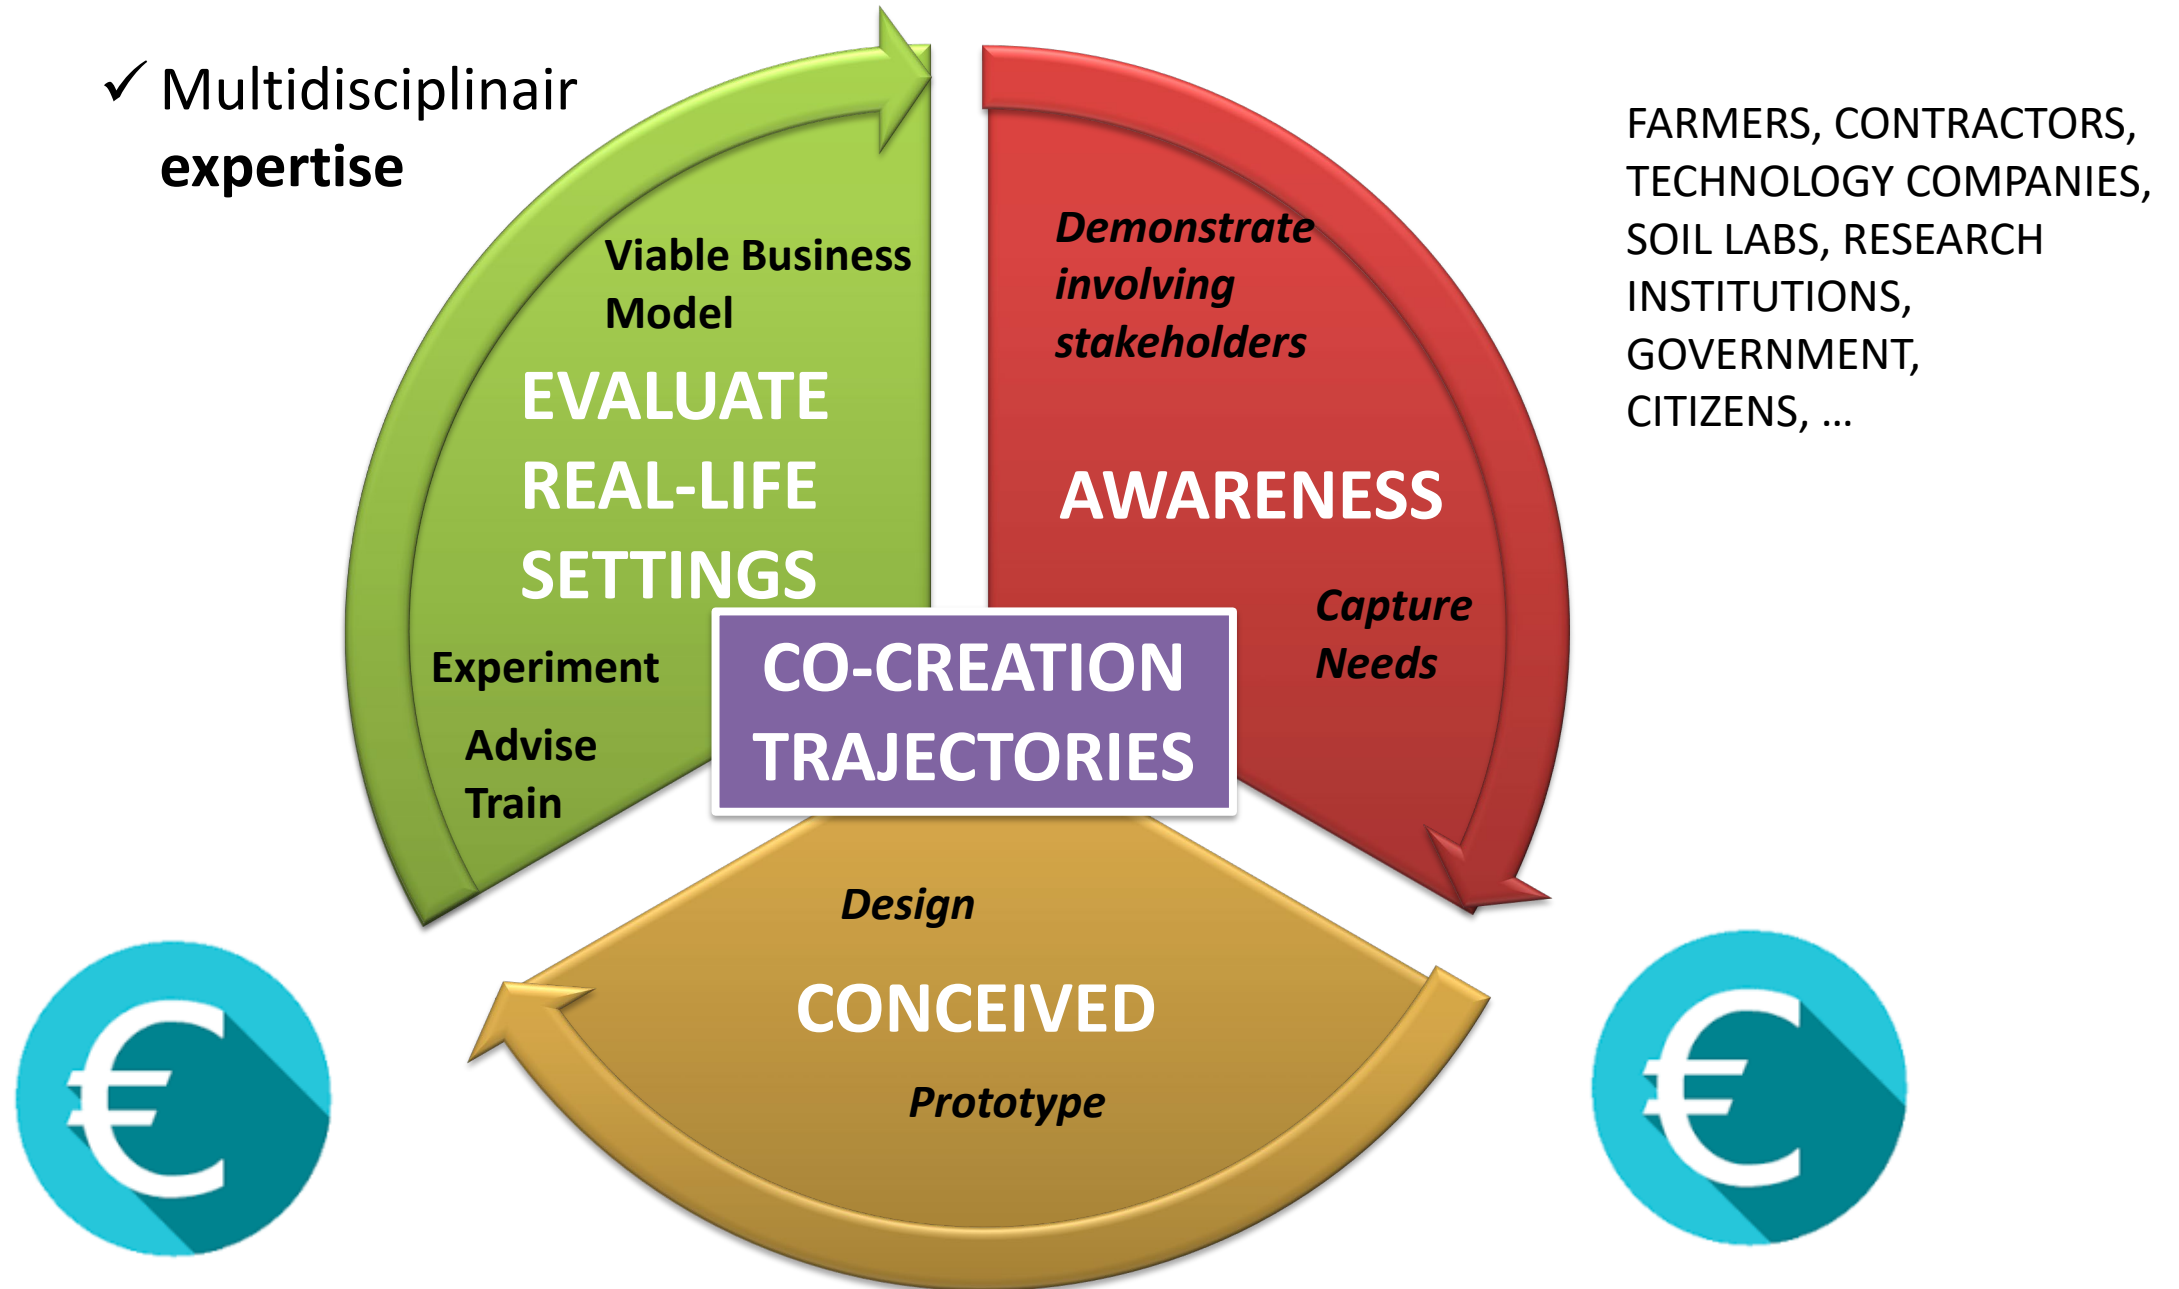 ✓ Multidisciplinair
expertise
Viable Business
Model
EVALUATE
REAL-LIFE
SETTINGS
Experiment
Advise
Train
Demonstrate
involving
stakeholders
AWARENESS
Capture
Needs
FARMERS, CONTRACTORS,
TECHNOLOGY COMPANIES,
SOIL LABS, RESEARCH
INSTITUTIONS,
GOVERNMENT,
CITIZENS, ...
CO-CREATION
TRAJECTORIES
Design
CONCEIVED
Prototype
€
€